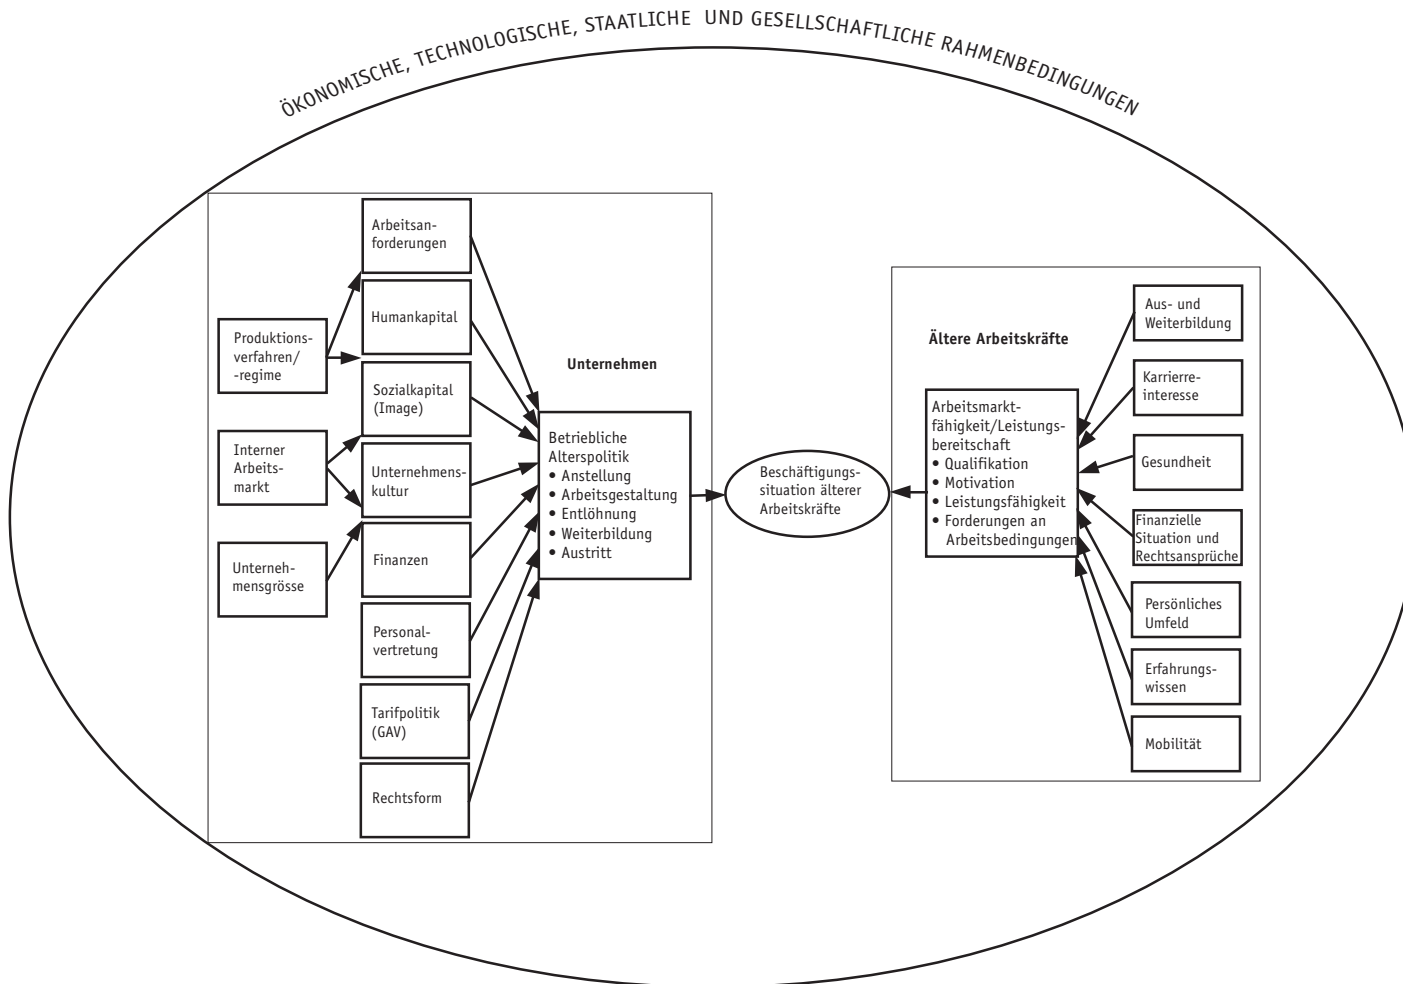 ÖKONOMISCHE, TECHNOLOGISCHE, STAATLICHE UND GESELLSCHAFTLICHE RAHMENBEDINGUNGEN
Produktions-
verfahren/
-regime
Interner
Arbeits-
markt
Unterneh-
mensgrösse
Arbeitsan-
forderungen
Humankapital
Sozialkapital
(Image)
Unternehmens-
kultur
Finanzen
Personal-
vertretung
Tarifpolitik
(GAV)
Rechtsform
Unternehmen
Betriebliche
Alterspolitik
• Anstellung
• Arbeitsgestaltung
• Entlöhnung
• Weiterbildung
• Austritt
Beschäftigungs-
situation älterer
Arbeitskräfte
Ältere Arbeitskräfte
Arbeitsmarkt-
fähigkeit/Leistungs-
bereitschaft
• Qualifikation
• Motivation
• Leistungsfähigkeit
• Forderungen an
Arbeitsbedingungen
Aus- und
Weiterbildung
Karrierre-
interesse
Gesundheit
Finanzielle
Situation und
Rechtsansprüche
Persönliches
Umfeld
Erfahrungs-
wissen
Mobilität